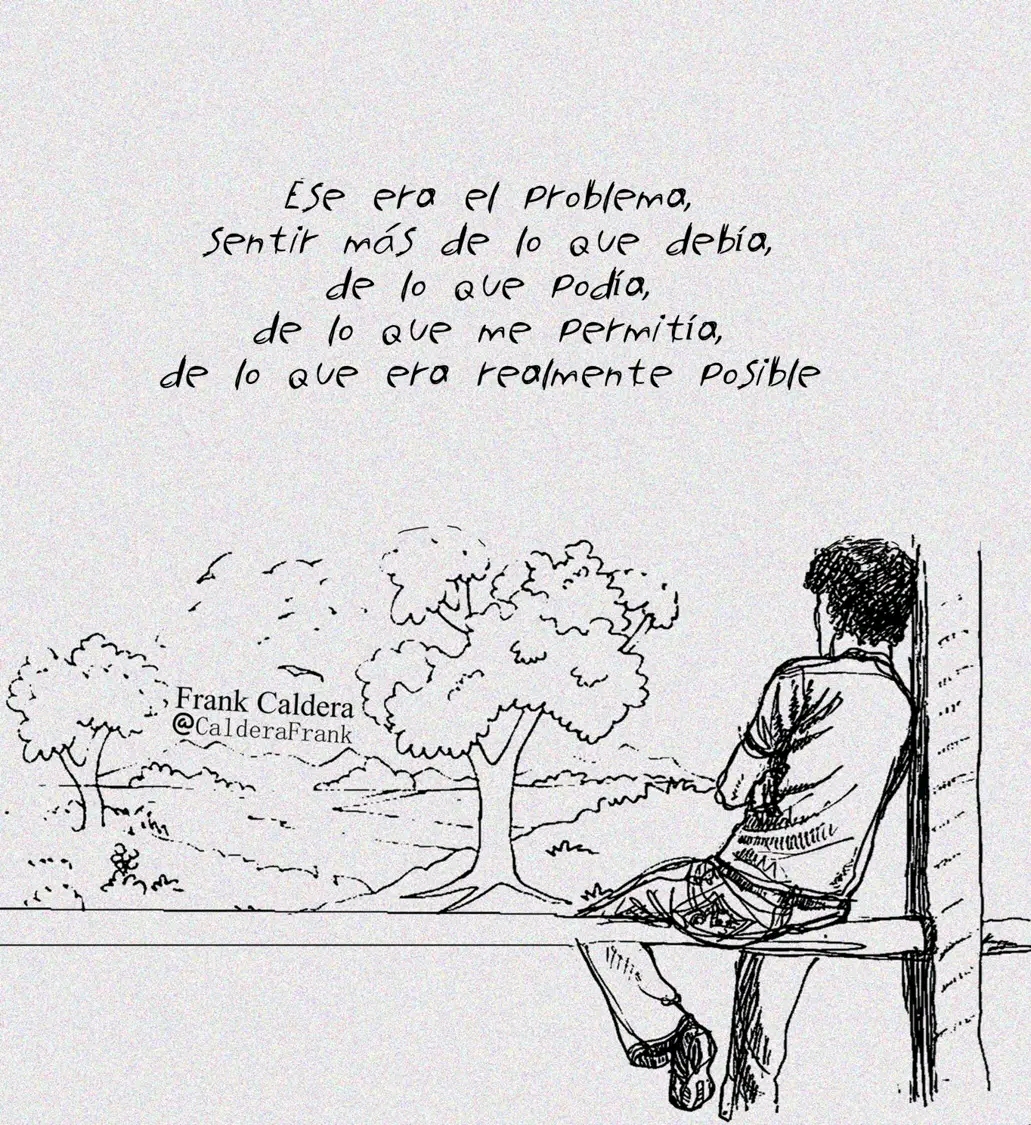 Ese era el problema,
sentir más de lo que debía,
de lo que podía,
de lo que me permitía,
de lo que era realmente posible
Frank Caldera
@CalderaFrank